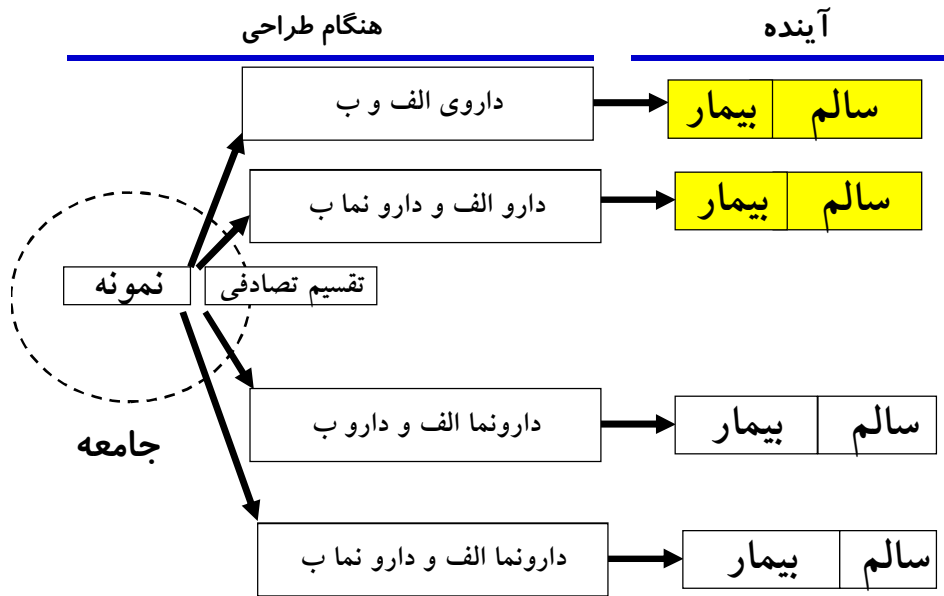 آینده
هنگام طراحی
داروی الف و ب
سالم
بیمار
دارو الف و دارو نما ب
سالم
بیمار
تقسیم تصادفی
نمونه
دارونما الف و دارو ب
سالم
بیمار
جامعه
دارونما الف و دارو نما ب
سالم
بیمار